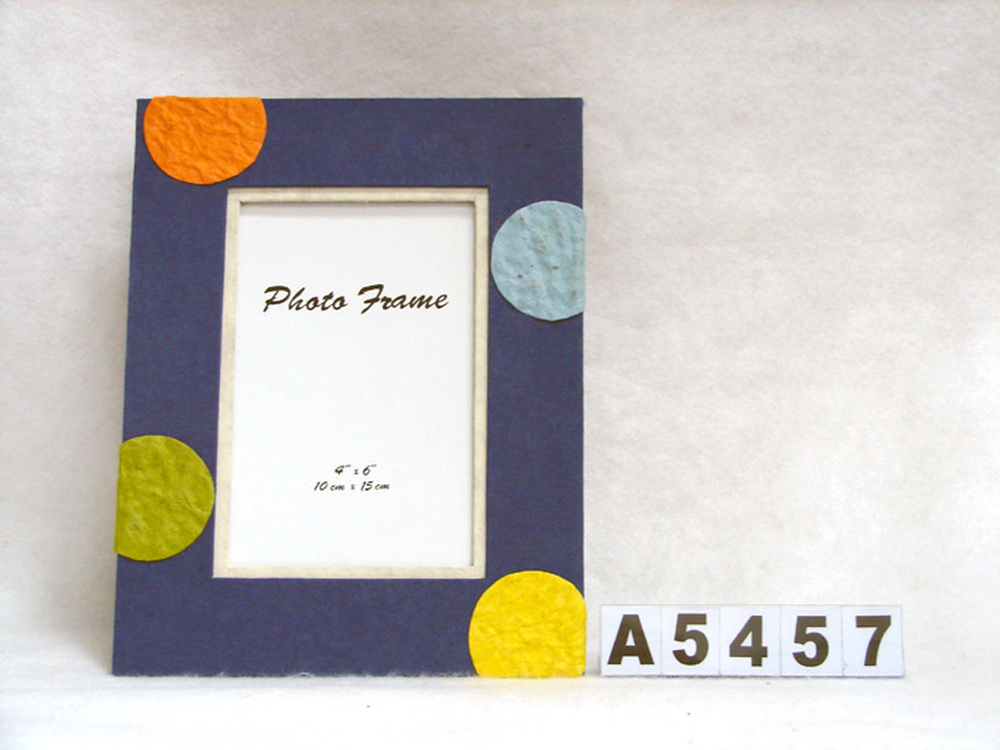 Photo Frame
4" x 6"
10 cm x 15 cm
A5457